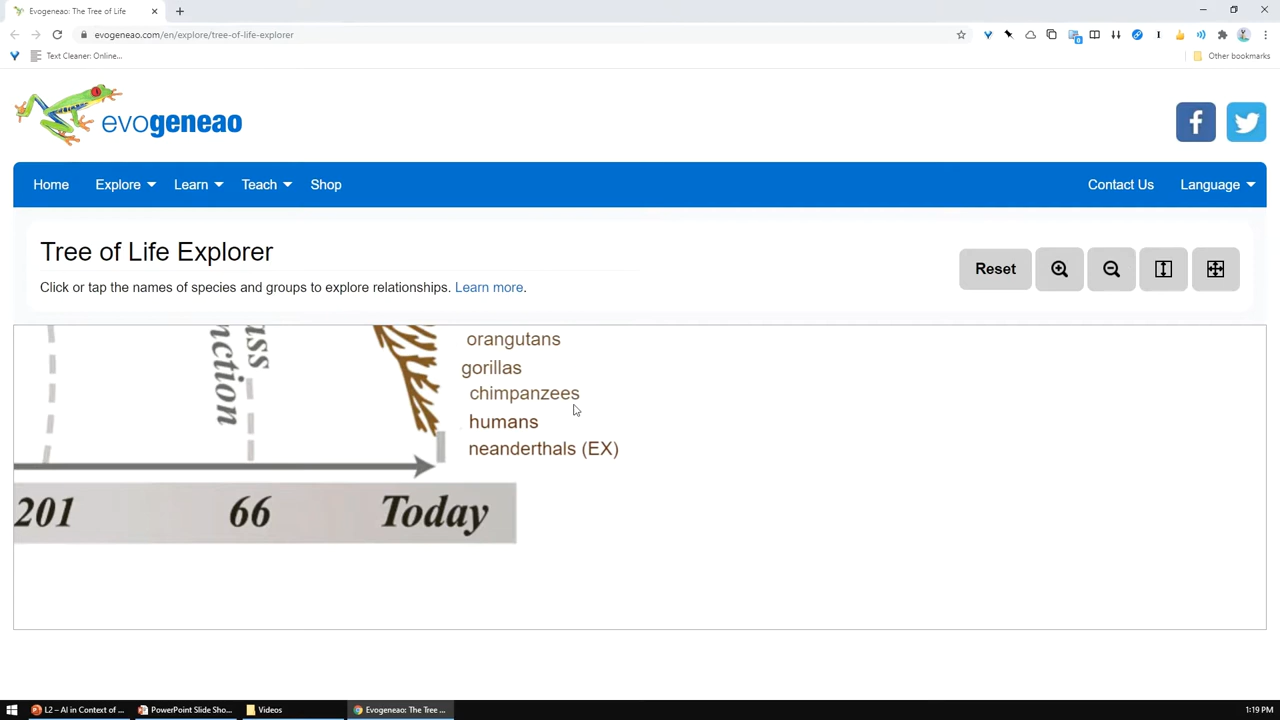 Evogeneao: The Tree of Life
evogeneao.com/en/explore/tree-of-life-explorer
Text Cleaner: Online...
Other bookmarks
evogeneao
Home
Explore
Learn
Teach
Shop
Contact Us
Language
Tree of Life Explorer
Click or tap the names of species and groups to explore relationships. Learn more.
Reset
orangutans
gorillas
chimpanzees
humans
neanderthals (EX)
uss
nction
201
66
Today
L2 – AI in Context of ...
PowerPoint Slide Sho...
Videos
Evogeneao: The Tree ...
1:19 PM